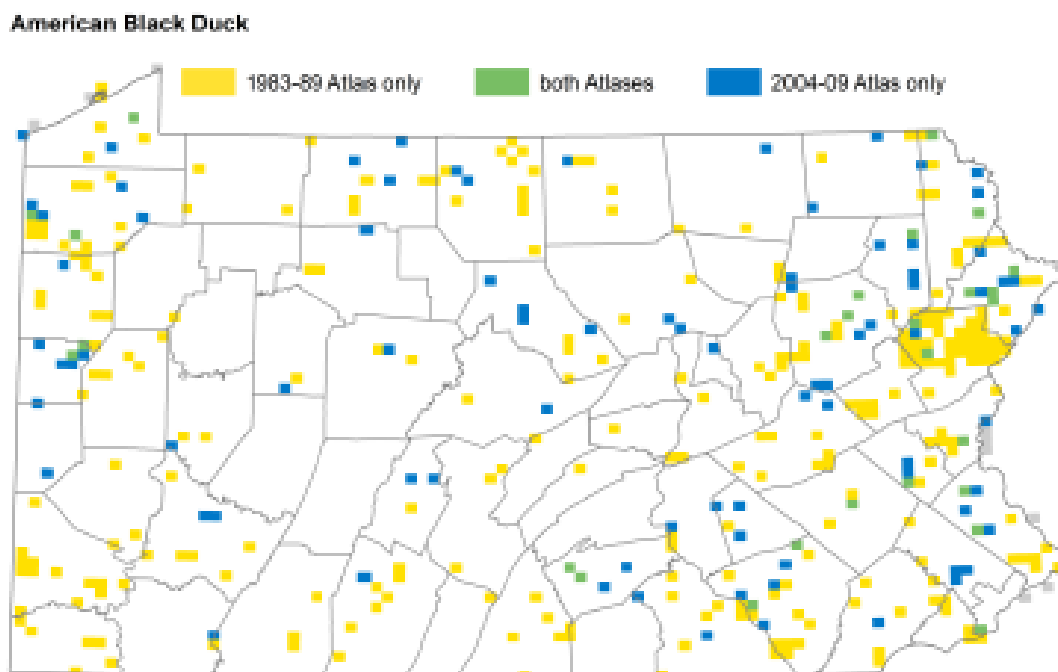 American Black Duck
1983-89 Atlas only
both Atlases
2004-09 Atlas only